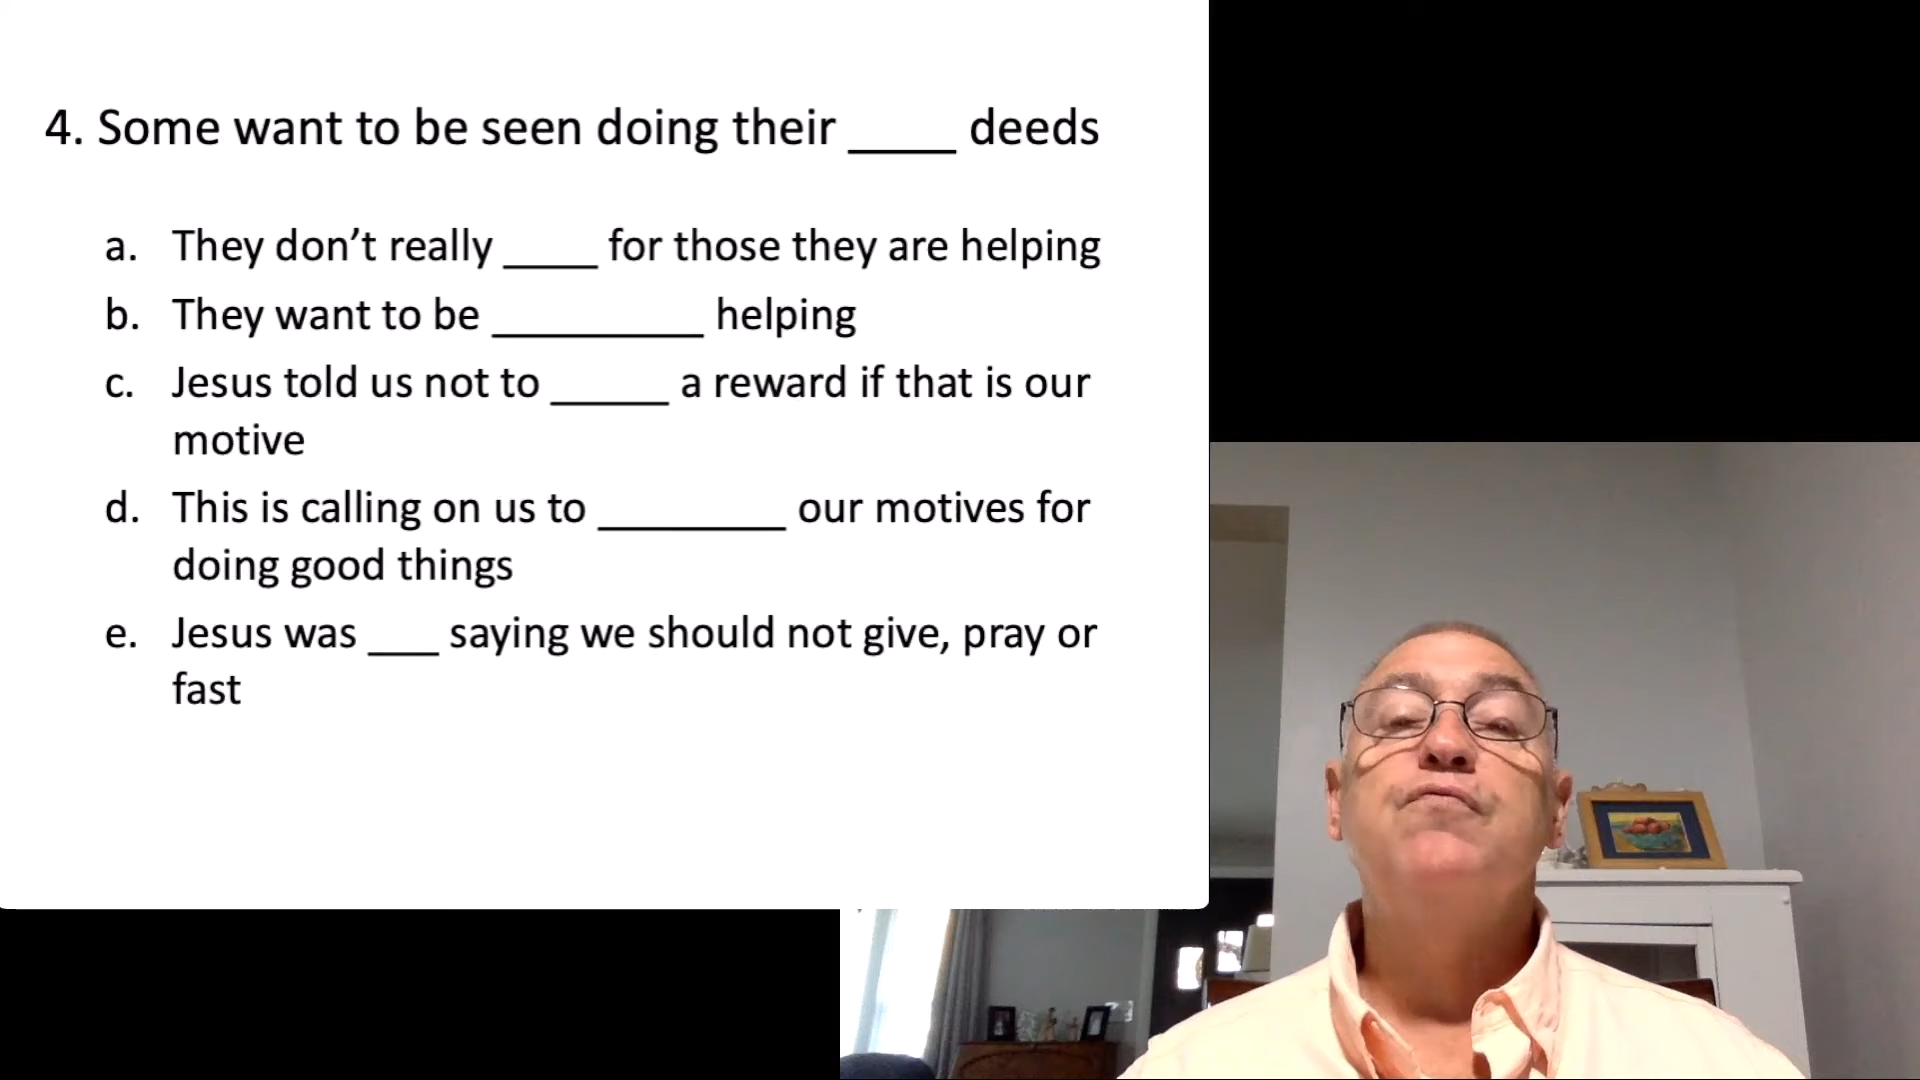 4. Some want to be seen doing their ____ deeds
a. They don’t really ____ for those they are helping
b. They want to be _________ helping
c. Jesus told us not to _____ a reward if that is our
motive
d. This is calling on us to ________ our motives for
doing good things
e. Jesus was ___ saying we should not give, pray or
fast